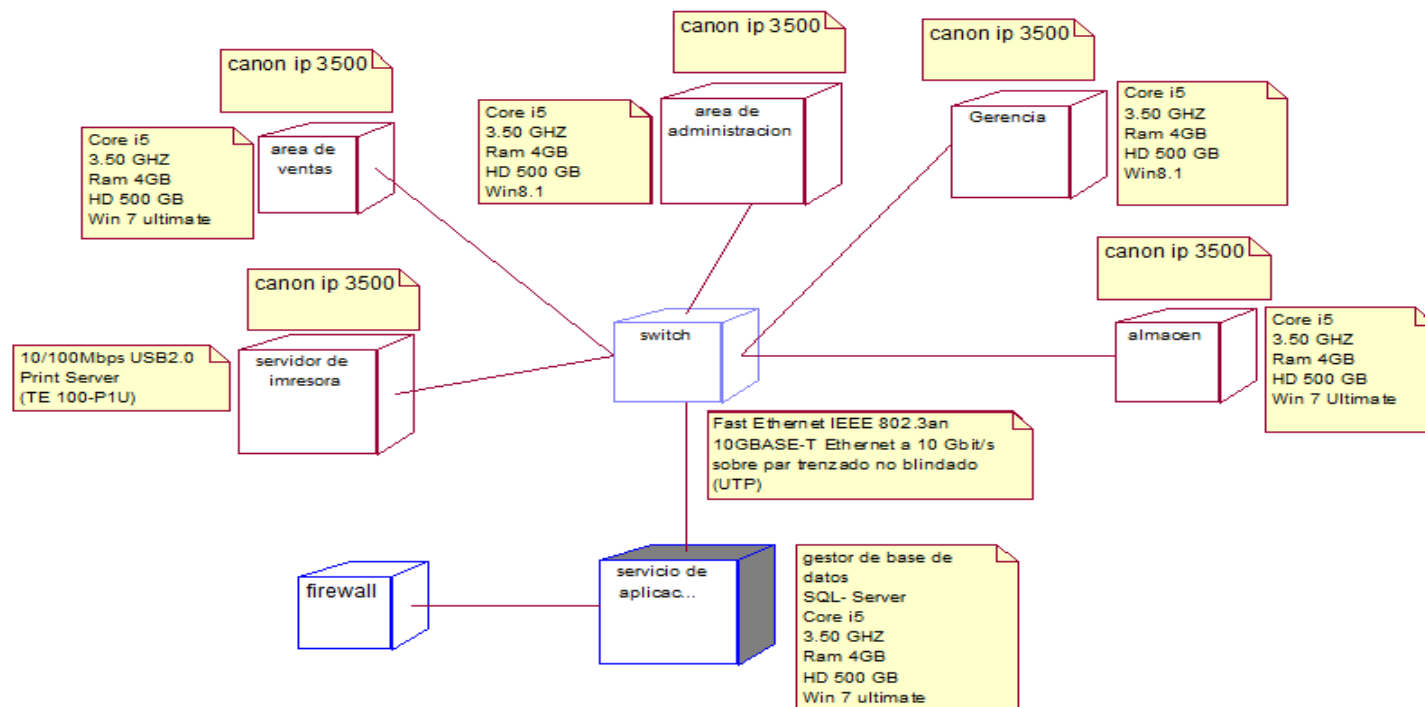 canon ip 3500
Core i5
3.50 GHZ
Ram 4GB
HD 500 GB
Win 7 ultimate
area de
ventas
canon ip 3500
Core i5
3.50 GHZ
Ram 4GB
HD 500 GB
Win8.1
area de
administracion
canon ip 3500
Gerencia
Core i5
3.50 GHZ
Ram 4GB
HD 500 GB
Win8.1
canon ip 3500
10/100Mbps USB2.0
Print Server
(TE 100-P1U)
servidor de
imresora
switch
canon ip 3500
almacen
Core i5
3.50 GHZ
Ram 4GB
HD 500 GB
Win 7 Ultimate
Fast Ethernet IEEE 802.3an
10GBASE-T Ethernet a 10 Gbit/s
sobre par trenzado no blindado
(UTP)
firewall
servicio de
aplicac...
gestor de base de
datos
SQL- Server
Core i5
3.50 GHZ
Ram 4GB
HD 500 GB
Win 7 ultimate